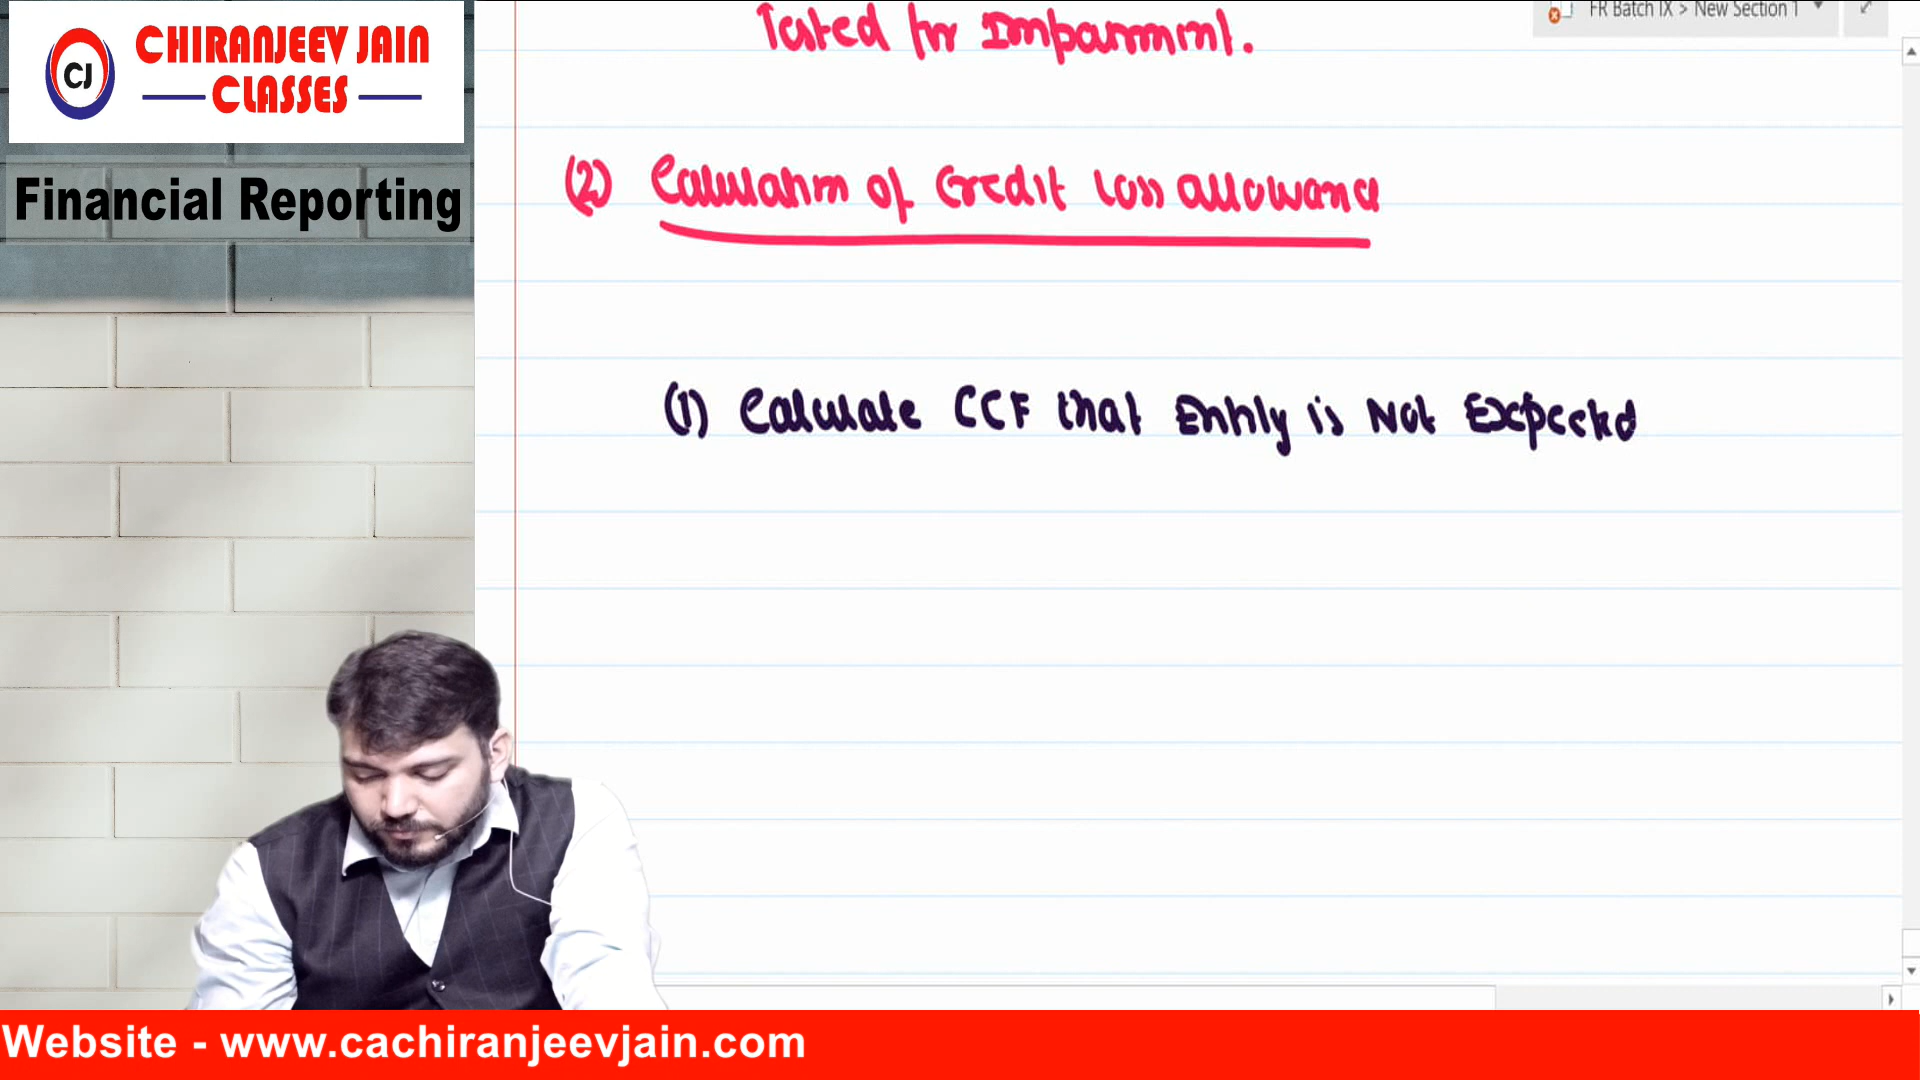 CHIRANJEEV JAIN
CLASSES
CJ
Financial Reporting
FR Batch IX > New Section 1
Tested for Impairment.
(2) Calculation of Credit loss allowance
(1) Calculate CCF that Entity is Not Expected
Website - www.cachiranjeevjain.com